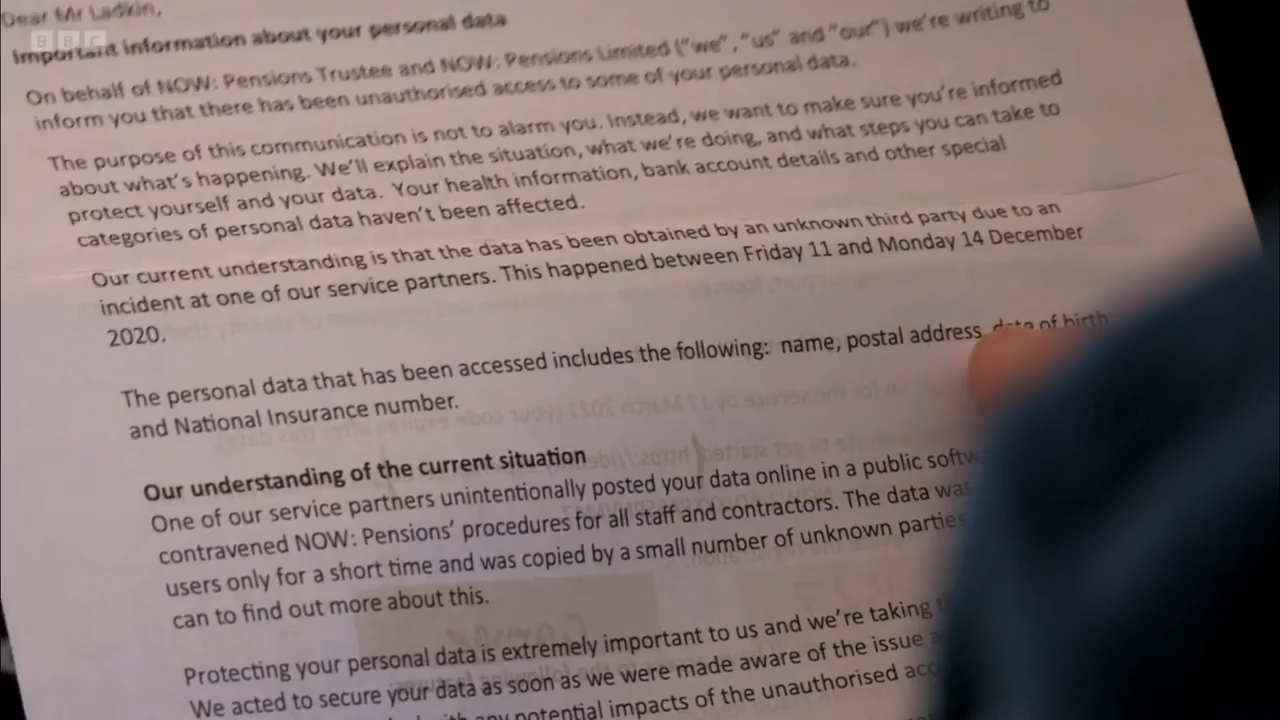 Dear Mr Ladkin,
BBC
Important information about your personal data
On behalf of NOW: Pensions Trustee and NOW: Pensions Limited (“we”, “us” and “our”) we’re writing to
inform you that there has been unauthorised access to some of your personal data.
The purpose of this communication is not to alarm you. Instead, we want to make sure you’re informed
about what’s happening. We’ll explain the situation, what we’re doing, and what steps you can take to
protect yourself and your data. Your health information, bank account details and other special
categories of personal data haven’t been affected.
Our current understanding is that the data has been obtained by an unknown third party due to an
incident at one of our service partners. This happened between Friday 11 and Monday 14 December
2020.
The personal data that has been accessed includes the following: name, postal address, date of birth
and National Insurance number.
Our understanding of the current situation
One of our service partners unintentionally posted your data online in a public
contravened NOW: Pensions’ procedures for all staff and contractors. The data was
users only for a short time and was copied by a small number of unknown parties
can to find out more about this.
Protecting your personal data is extremely important to us and we’re taking
We acted to secure your data as soon as we were made aware of the issue
any potential impacts of the unauthorised